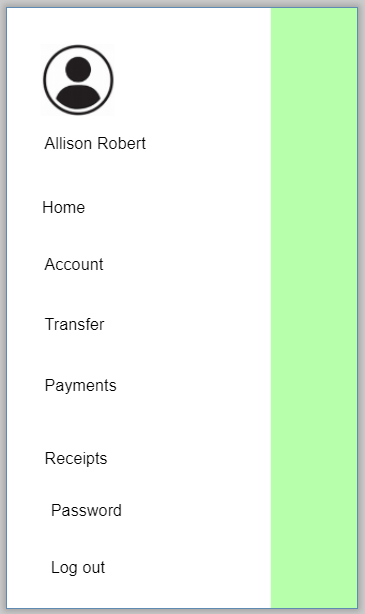 Allison Robert
Home
Account
Transfer
Payments
Receipts
Password
Log out